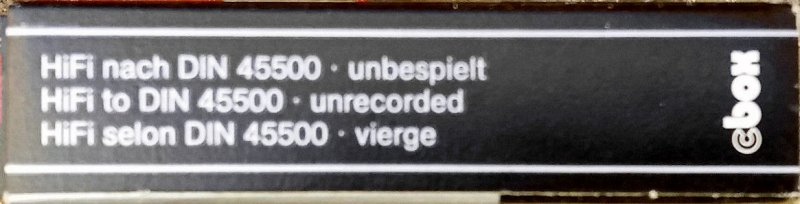 HiFi nach DIN 45500 · unbespielt
HiFi to DIN 45500 · unrecorded
HiFi selon DIN 45500 · vierge
cbox